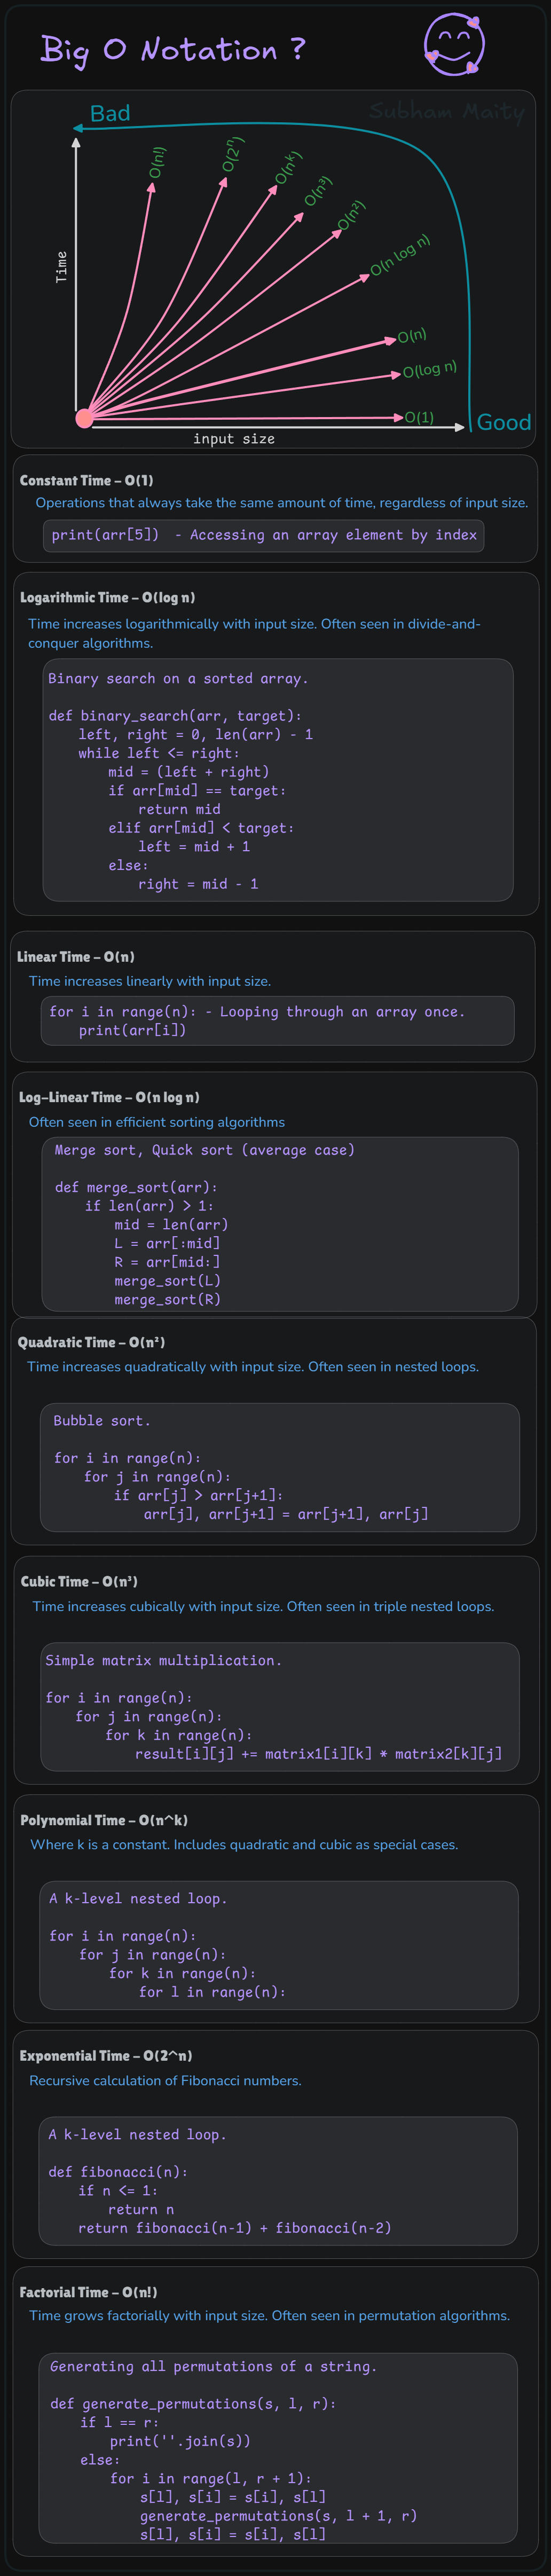 Big O Notation ?
Subham Maity
Bad
O(n!)
O(2ⁿ)
O(nᵏ)
O(n³)
O(n²)
O(n log n)
O(n)
O(log n)
O(1)
Good
Time
input size
Constant Time – O(1)
Operations that always take the same amount of time, regardless of input size.
print(arr[5])  - Accessing an array element by index
Logarithmic Time – O(log n)
Time increases logarithmically with input size. Often seen in divide-and-
conquer algorithms.
Binary search on a sorted array.
def binary_search(arr, target):
    left, right = 0, len(arr) - 1
    while left <= right:
        mid = (left + right)
        if arr[mid] == target:
            return mid
        elif arr[mid] < target:
            left = mid + 1
        else:
            right = mid - 1
Linear Time – O(n)
Time increases linearly with input size.
for i in range(n): - Looping through an array once.
    print(arr[i])
Log-Linear Time – O(n log n)
Often seen in efficient sorting algorithms
Merge sort, Quick sort (average case)
def merge_sort(arr):
    if len(arr) > 1:
        mid = len(arr)
        L = arr[:mid]
        R = arr[mid:]
        merge_sort(L)
        merge_sort(R)
Quadratic Time – O(n²)
Time increases quadratically with input size. Often seen in nested loops.
Bubble sort.
for i in range(n):
    for j in range(n):
        if arr[j] > arr[j+1]:
            arr[j], arr[j+1] = arr[j+1], arr[j]
Cubic Time – O(n³)
Time increases cubically with input size. Often seen in triple nested loops.
Simple matrix multiplication.
for i in range(n):
    for j in range(n):
        for k in range(n):
            result[i][j] += matrix1[i][k] * matrix2[k][j]
Polynomial Time – O(n^k)
Where k is a constant. Includes quadratic and cubic as special cases.
A k-level nested loop.
for i in range(n):
    for j in range(n):
        for k in range(n):
            for l in range(n):
Exponential Time – O(2^n)
Recursive calculation of Fibonacci numbers.
A k-level nested loop.
def fibonacci(n):
    if n <= 1:
        return n
    return fibonacci(n-1) + fibonacci(n-2)
Factorial Time – O(n!)
Time grows factorially with input size. Often seen in permutation algorithms.
Generating all permutations of a string.
def generate_permutations(s, l, r):
    if l == r:
        print(''.join(s))
    else:
        for i in range(l, r + 1):
            s[l], s[i] = s[i], s[l]
            generate_permutations(s, l + 1, r)
            s[l], s[i] = s[i], s[l]